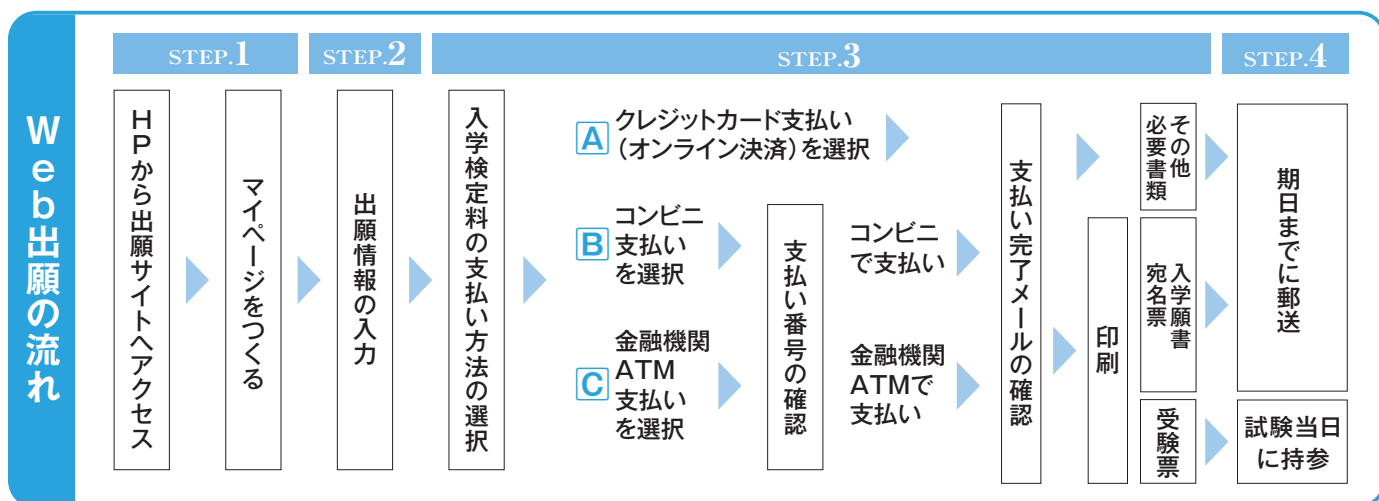 Web出願の流れ
STEP.1
STEP.2
STEP.3
STEP.4
HPから出願サイトへアクセス
マイページをつくる
出願情報の入力
入学検定料の支払い方法の選択
A
クレジットカード支払い
(オンライン決済)を選択
B
コンビニ
支払い
を選択
C
金融機関
ATM
支払い
を選択
支払い番号の確認
コンビニ
で支払い
金融機関
ATMで
支払い
支払い完了メールの確認
印刷
その他
必要書類
入学願書
宛名票
受験票
期日までに郵送
試験当日
に持参